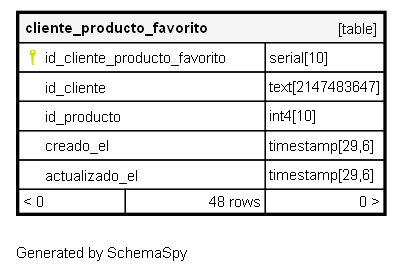 cliente_producto_favorito [table]
id_cliente_producto_favorito serial[10]
id_cliente text[2147483647]
id_producto int4[10]
creado_el timestamp[29,6]
actualizado_el timestamp[29,6]
< 0 48 rows 0 >
Generated by SchemaSpy